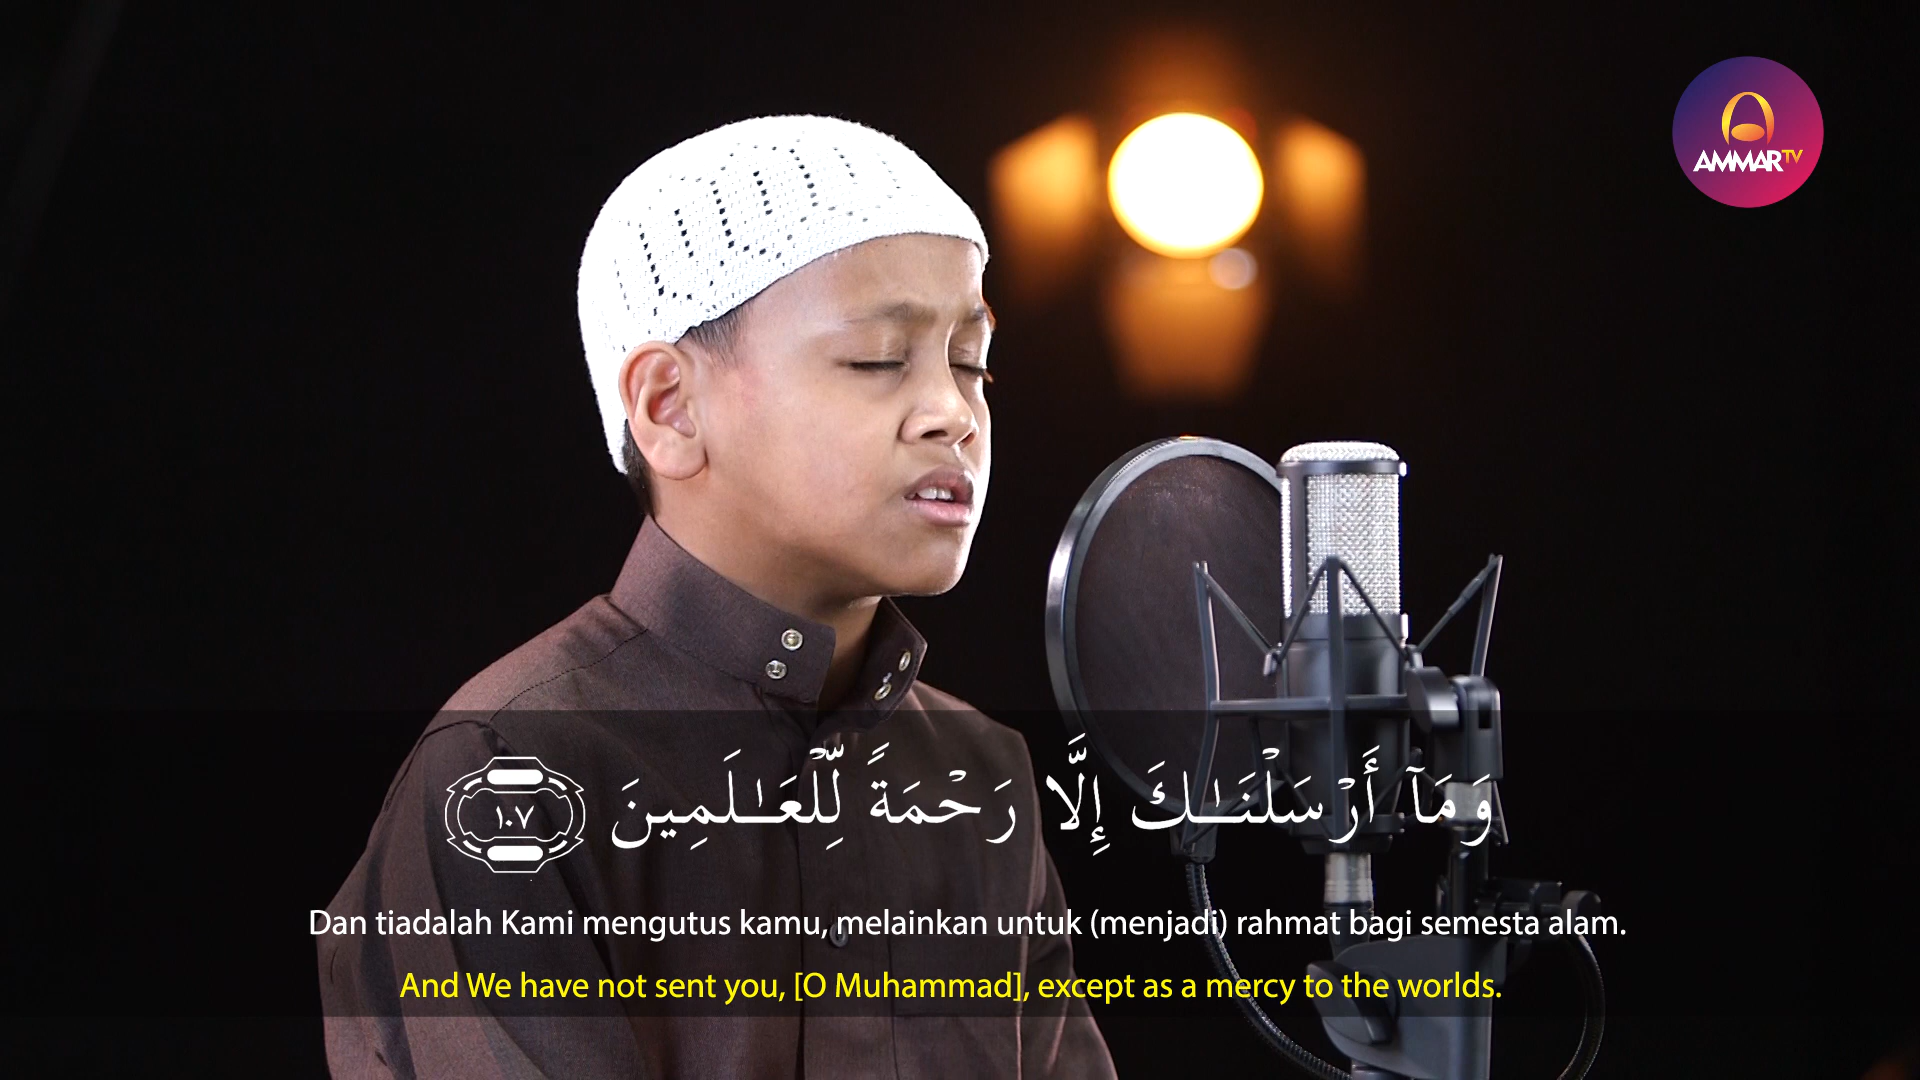 AMMARTV
وَمَآ أَرْسَلْنَـٰكَ إِلَّا رَحْمَةً لِّلْعَـٰلَمِينَ ١٠٧
Dan tiadalah Kami mengutus kamu, melainkan untuk (menjadi) rahmat bagi semesta alam.
And We have not sent you, [O Muhammad], except as a mercy to the worlds.